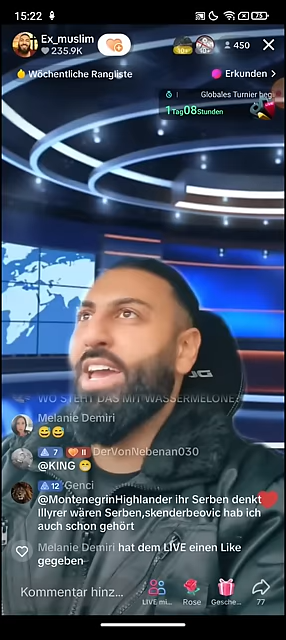 15:22
75
Ex_muslim
235.9K
450
Wöchentliche Rangliste
Erkunden >
Globales Turnier beg
1Tag08Stunden
WO STEHT DAS MIT WASSERMELONE?
Melanie Demiri
😅😅
7 II DerVonNebenan030
@KING 😁
12 Genci
@MontenegrinHighlander ihr Serben denkt
Illyrer wären Serben,skenderbeovic hab ich
auch schon gehört
Melanie Demiri hat dem LIVE einen Like
gegeben
Kommentar hinz...
LIVE mi... Rose Gesche... 77